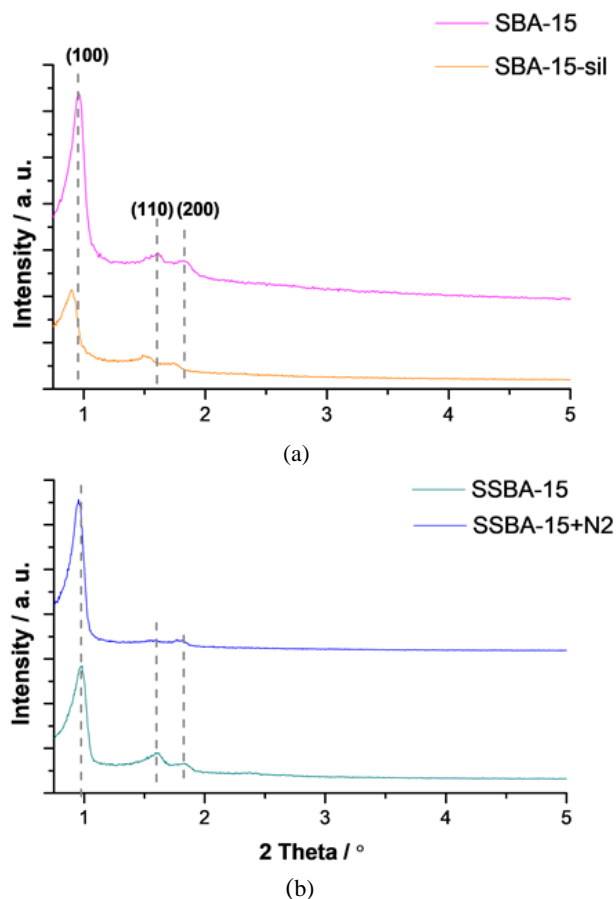 SBA-15
SBA-15-sil
(100)
(110) (200)
Intensity / a. u.
1 2 3 4 5
(a)
SSBA-15
SSBA-15+N2
Intensity / a. u.
1 2 3 4 5
2 Theta / °
(b)